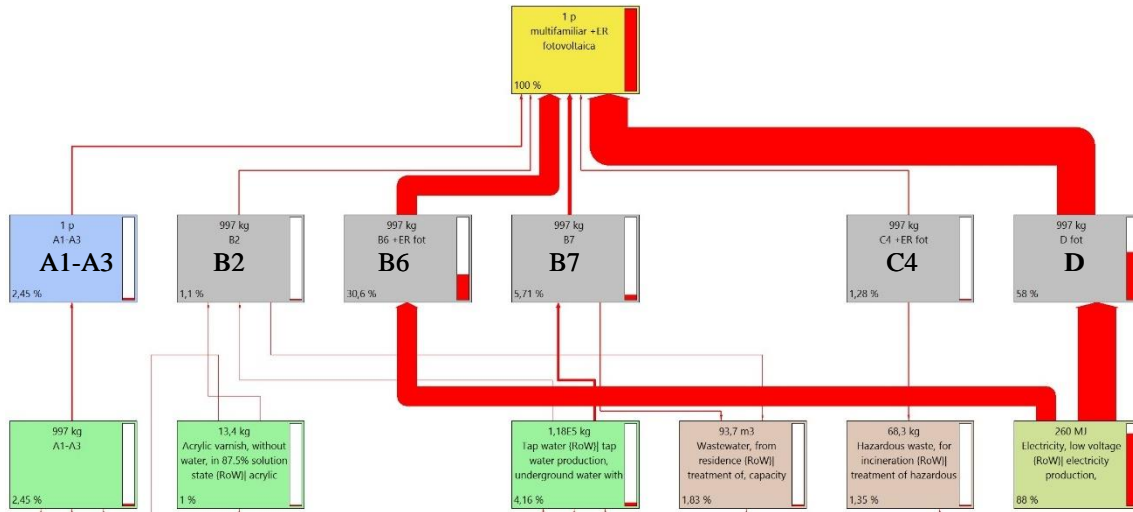 1 p
multifamiliar +ER
fotovoltaica
100 %
1 p
A1-A3
A1-A3
2,45 %
997 kg
B2
B2
1,1 %
997 kg
B6 +ER fot
B6
30,6 %
997 kg
B7
B7
5,71 %
997 kg
C4 +ER fot
C4
1,28 %
997 kg
D fot
D
58 %
997 kg
A1-A3
2,45 %
13,4 kg
Acrylic varnish, without
water, in 87.5% solution
state {RoW}| acrylic
1 %
1,18E5 kg
Tap water {RoW}| tap
water production,
underground water with
4,16 %
93,7 m3
Wastewater, from
residence {RoW}|
treatment of, capacity
1,83 %
68,3 kg
Hazardous waste, for
incineration {RoW}|
treatment of hazardous
1,35 %
260 MJ
Electricity, low voltage
{RoW}| electricity
production,
88 %